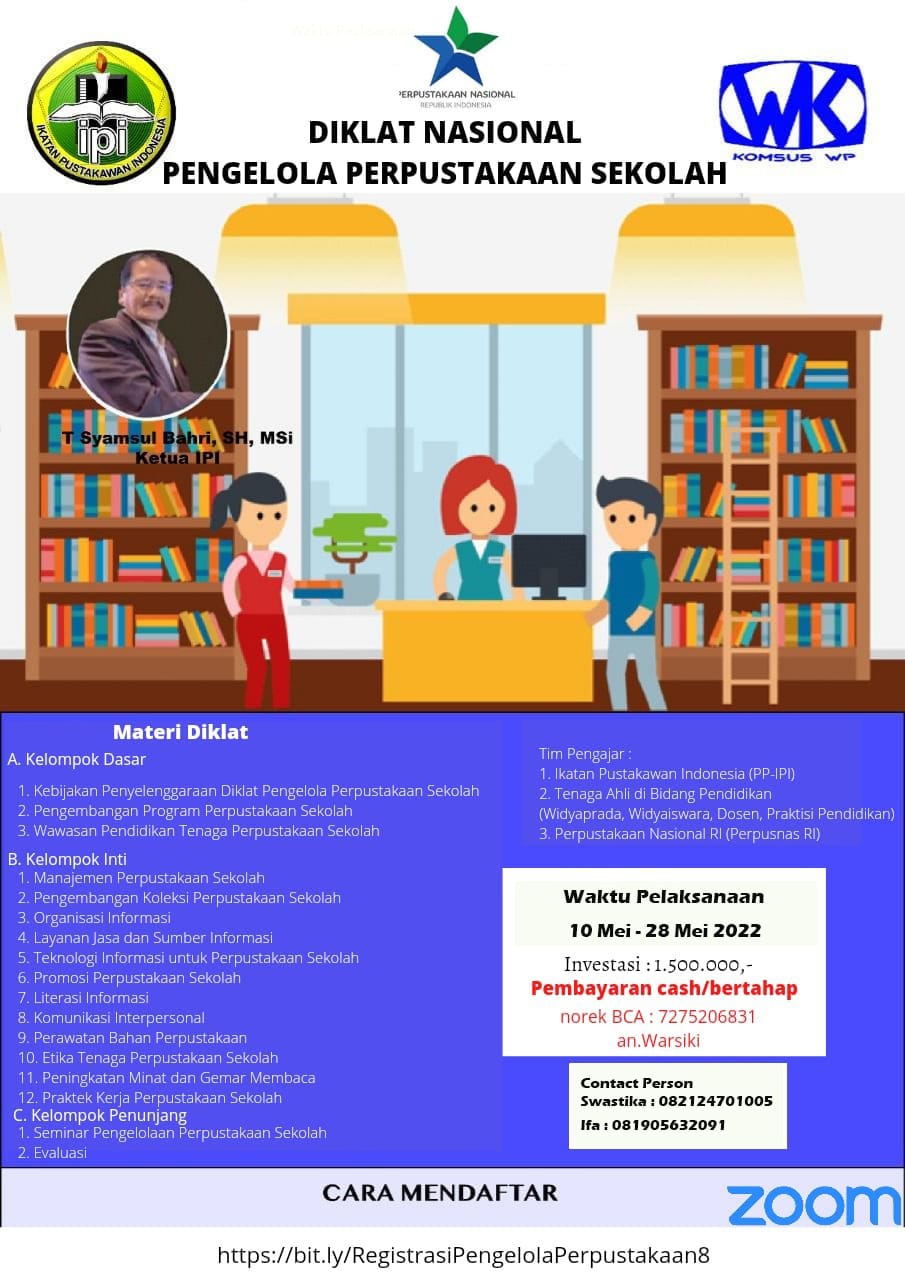 PERPUSTAKAAN NASIONAL
REPUBLIK INDONESIA
IKATAN PUSTAKAWAN INDONESIA
ipi
WK
KOMSUS WP
DIKLAT NASIONAL
PENGELOLA PERPUSTAKAAN SEKOLAH
T Syamsul Bahri, SH, MSi
Ketua IPI
Materi Diklat
A. Kelompok Dasar
1. Kebijakan Penyelenggaraan Diklat Pengelola Perpustakaan Sekolah
2. Pengembangan Program Perpustakaan Sekolah
3. Wawasan Pendidikan Tenaga Perpustakaan Sekolah
B. Kelompok Inti
1. Manajemen Perpustakaan Sekolah
2. Pengembangan Koleksi Perpustakaan Sekolah
3. Organisasi Informasi
4. Layanan Jasa dan Sumber Informasi
5. Teknologi Informasi untuk Perpustakaan Sekolah
6. Promosi Perpustakaan Sekolah
7. Literasi Informasi
8. Komunikasi Interpersonal
9. Perawatan Bahan Perpustakaan
10. Etika Tenaga Perpustakaan Sekolah
11. Peningkatan Minat dan Gemar Membaca
12. Praktek Kerja Perpustakaan Sekolah
C. Kelompok Penunjang
1. Seminar Pengelolaan Perpustakaan Sekolah
2. Evaluasi
Tim Pengajar :
1. Ikatan Pustakawan Indonesia (PP-IPI)
2. Tenaga Ahli di Bidang Pendidikan
(Widyaprada, Widyaiswara, Dosen, Praktisi Pendidikan)
3. Perpustakaan Nasional RI (Perpusnas RI)
Waktu Pelaksanaan
10 Mei - 28 Mei 2022
Investasi : 1.500.000,-
Pembayaran cash/bertahap
norek BCA : 7275206831
an.Warsiki
Contact Person
Swastika : 082124701005
Ifa : 081905632091
CARA MENDAFTAR
zoom
https://bit.ly/RegistrasiPengelolaPerpustakaan8